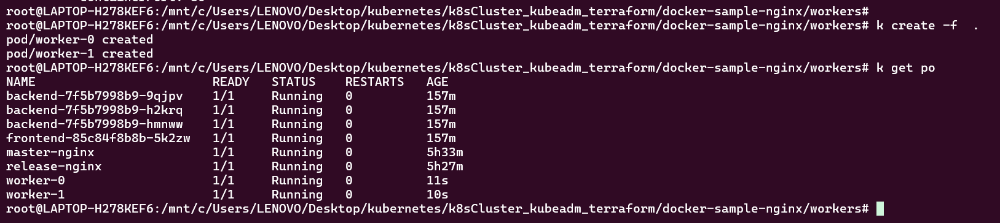 root@LAPTOP-H278KEF6:/mnt/c/Users/LENOVO/Desktop/kubernetes/k8sCluster_kubeadm_terraform/docker-sample-nginx/workers#
root@LAPTOP-H278KEF6:/mnt/c/Users/LENOVO/Desktop/kubernetes/k8sCluster_kubeadm_terraform/docker-sample-nginx/workers# k create -f  .
pod/worker-0 created
pod/worker-1 created
root@LAPTOP-H278KEF6:/mnt/c/Users/LENOVO/Desktop/kubernetes/k8sCluster_kubeadm_terraform/docker-sample-nginx/workers# k get po
NAME                        READY   STATUS    RESTARTS   AGE
backend-7f5b7998b9-9qjpv    1/1     Running   0          157m
backend-7f5b7998b9-h2krq    1/1     Running   0          157m
backend-7f5b7998b9-hmnww    1/1     Running   0          157m
frontend-85c84f8b8b-5k2zw   1/1     Running   0          157m
master-nginx                1/1     Running   0          5h33m
release-nginx               1/1     Running   0          5h27m
worker-0                    1/1     Running   0          11s
worker-1                    1/1     Running   0          10s
root@LAPTOP-H278KEF6:/mnt/c/Users/LENOVO/Desktop/kubernetes/k8sCluster_kubeadm_terraform/docker-sample-nginx/workers#